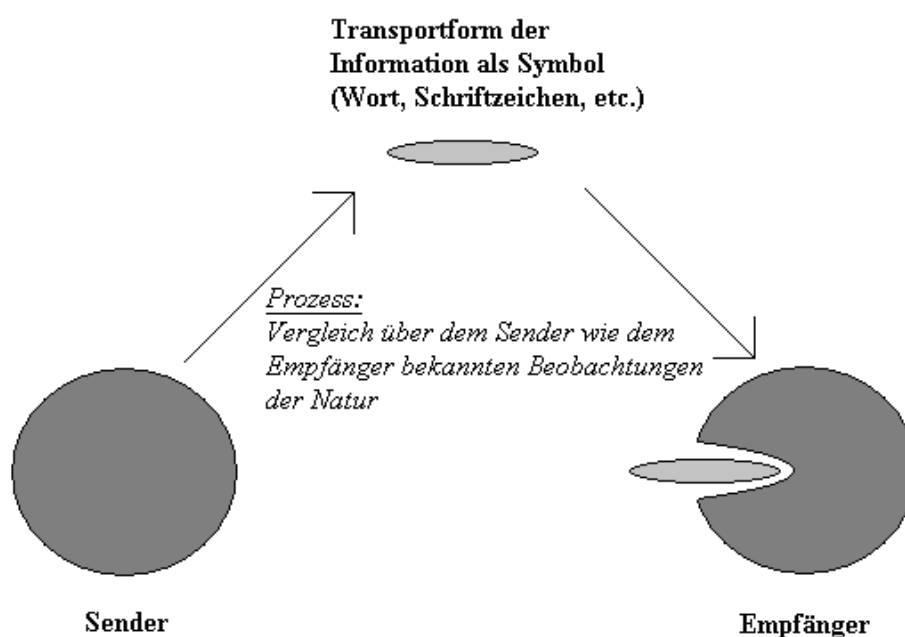 Transportform der
Information als Symbol
(Wort, Schriftzeichen, etc.)
Prozess:
Vergleich über dem Sender wie dem
Empfänger bekannten Beobachtungen
der Natur
Sender
Empfänger